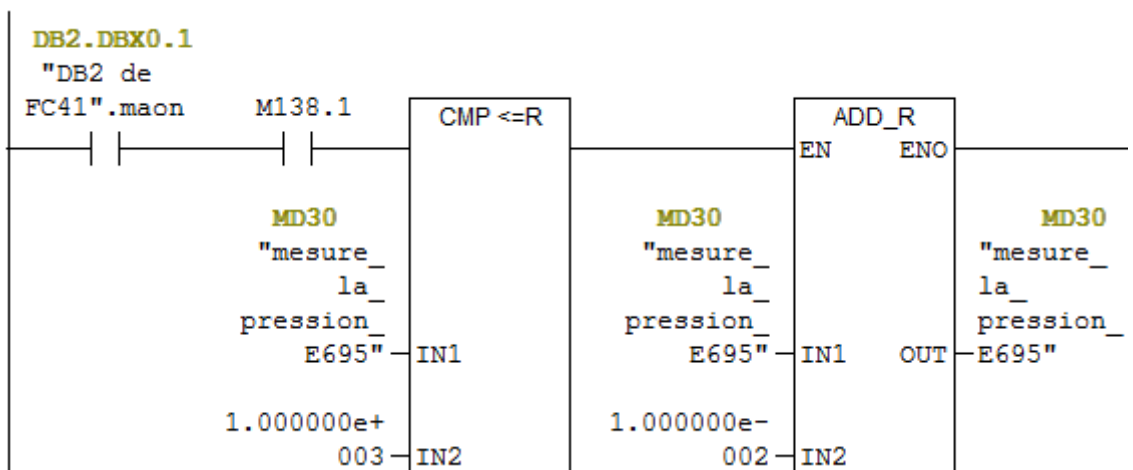 DB2.DBX0.1
"DB2 de
FC41".maon
M138.1
CMP <=R
ADD_R
EN
ENO
MD30
"mesure_
la_
pression_
E695"
IN1
1.000000e+
003
IN2
MD30
"mesure_
la_
pression_
E695"
IN1
1.000000e-
002
IN2
OUT
MD30
"mesure_
la_
pression_
E695"